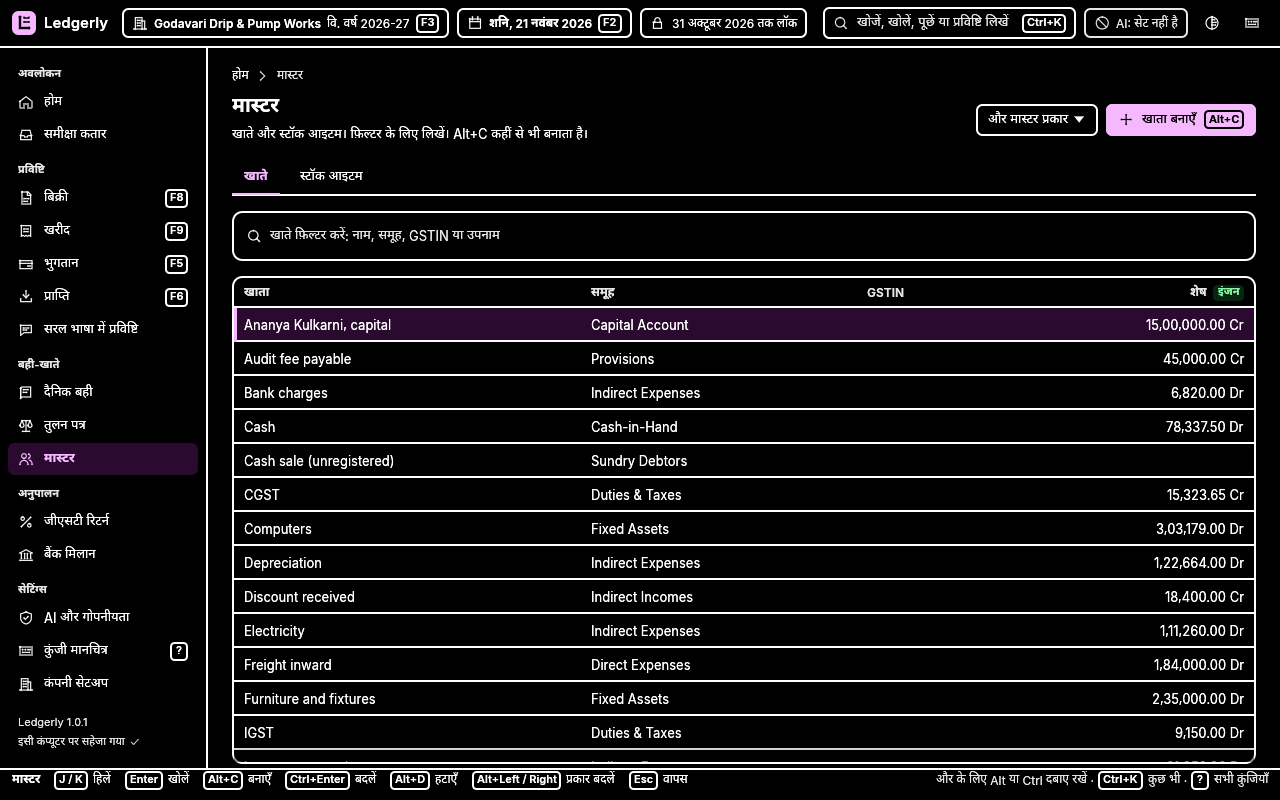 Ledgerly
Godavari Drip & Pump Works वि. वर्ष 2026-27 F3
शनि, 21 नवंबर 2026 F2
31 अक्टूबर 2026 तक लॉक
खोजें, खोलें, पूछें या प्रविष्टि लिखें Ctrl+K
AI: सेट नहीं है
अवलोकन
होम
समीक्षा कतार
प्रविष्टि
बिक्री F8
खरीद F9
भुगतान F5
प्राप्ति F6
सरल भाषा में प्रविष्टि
बही-खाते
दैनिक बही
तुलन पत्र
मास्टर
अनुपालन
जीएसटी रिटर्न
बैंक मिलान
सेटिंग्स
AI और गोपनीयता
कुंजी मानचित्र ?
कंपनी सेटअप
Ledgerly 1.0.1
इसी कंप्यूटर पर सहेजा गया
होम मास्टर
मास्टर
खाते और स्टॉक आइटम। फ़िल्टर के लिए लिखें। Alt+C कहीं से भी बनाता है।
और मास्टर प्रकार
खाता बनाएँ Alt+C
खाते स्टॉक आइटम
खाते फ़िल्टर करें: नाम, समूह, GSTIN या उपनाम
खाता समूह GSTIN शेष इंजन
Ananya Kulkarni, capital Capital Account 15,00,000.00 Cr
Audit fee payable Provisions 45,000.00 Cr
Bank charges Indirect Expenses 6,820.00 Dr
Cash Cash-in-Hand 78,337.50 Dr
Cash sale (unregistered) Sundry Debtors
CGST Duties & Taxes 15,323.65 Cr
Computers Fixed Assets 3,03,179.00 Dr
Depreciation Indirect Expenses 1,22,664.00 Dr
Discount received Indirect Incomes 18,400.00 Cr
Electricity Indirect Expenses 1,11,260.00 Dr
Freight inward Direct Expenses 1,84,000.00 Dr
Furniture and fixtures Fixed Assets 2,35,000.00 Dr
IGST Duties & Taxes 9,150.00 Dr
मास्टर J / K हिलें Enter खोलें Alt+C बनाएँ Ctrl+Enter बदलें Alt+D हटाएँ Alt+Left / Right प्रकार बदलें Esc वापस
और के लिए Alt या Ctrl दबाए रखें · Ctrl+K कुछ भी · ? सभी कुंजियाँ